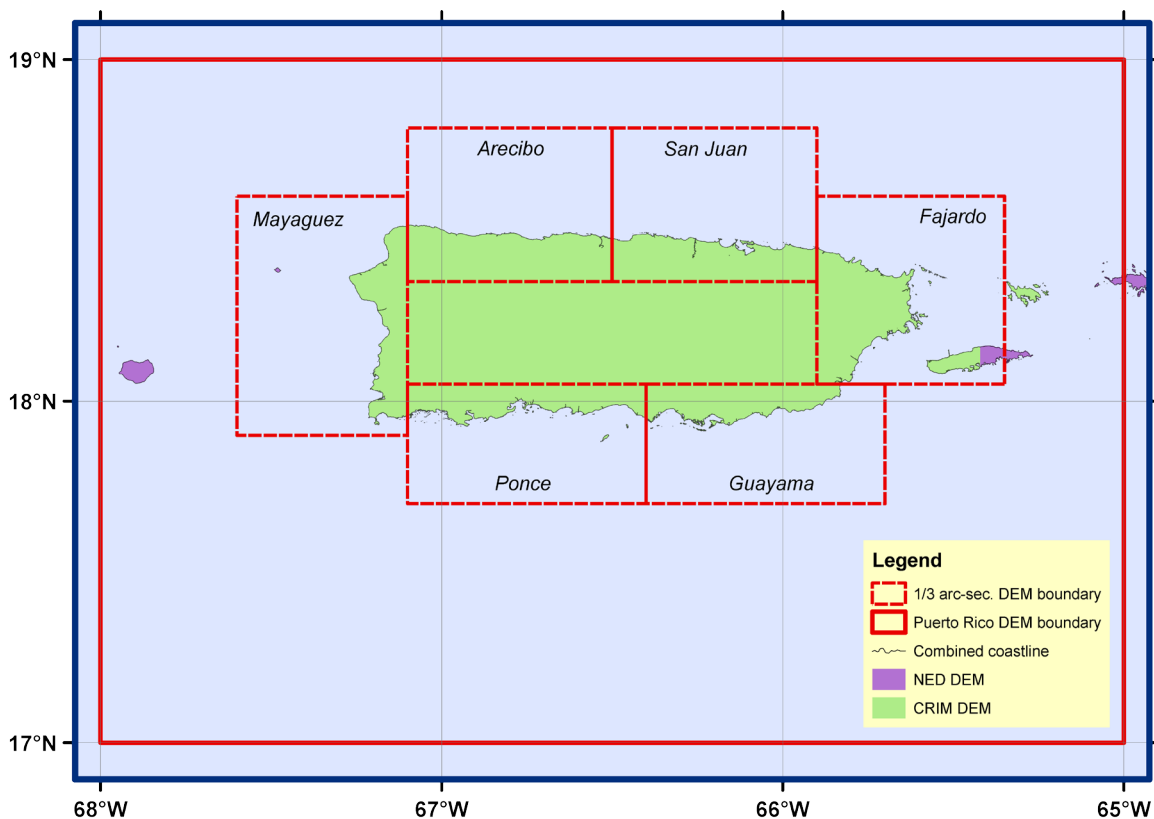 19°N
Arecibo
San Juan
Mayaguez
Fajardo
18°N
Ponce
Guayama
Legend
1/3 arc-sec. DEM boundary
Puerto Rico DEM boundary
Combined coastline
NED DEM
CRIM DEM
17°N
68°W
67°W
66°W
65°W